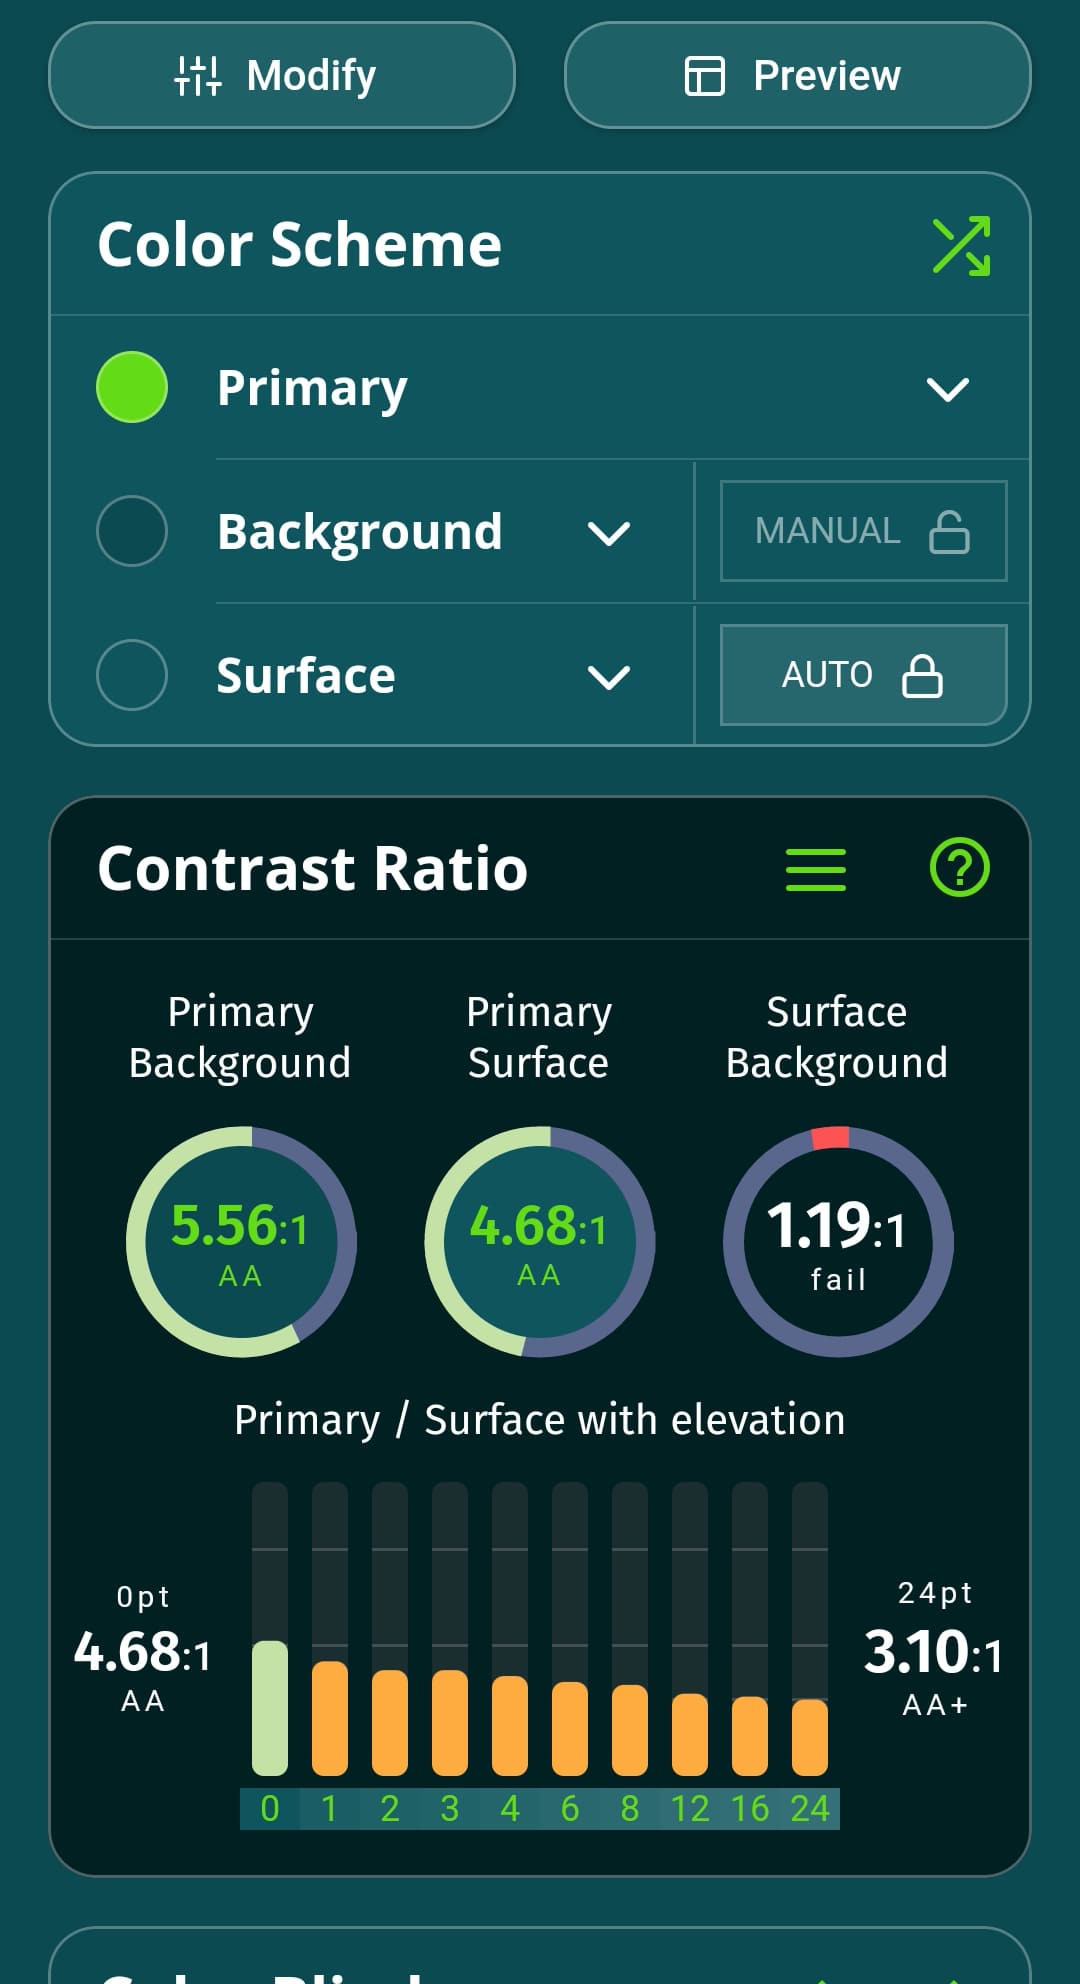 Modify
Preview
Color Scheme
Primary
Background
MANUAL
Surface
AUTO
Contrast Ratio
Primary
Background
Primary
Surface
Surface
Background
5.56:1
AA
4.68:1
AA
1.19:1
fail
Primary / Surface with elevation
0pt
4.68:1
AA
24pt
3.10:1
AA+
0 1 2 3 4 6 8 12 16 24